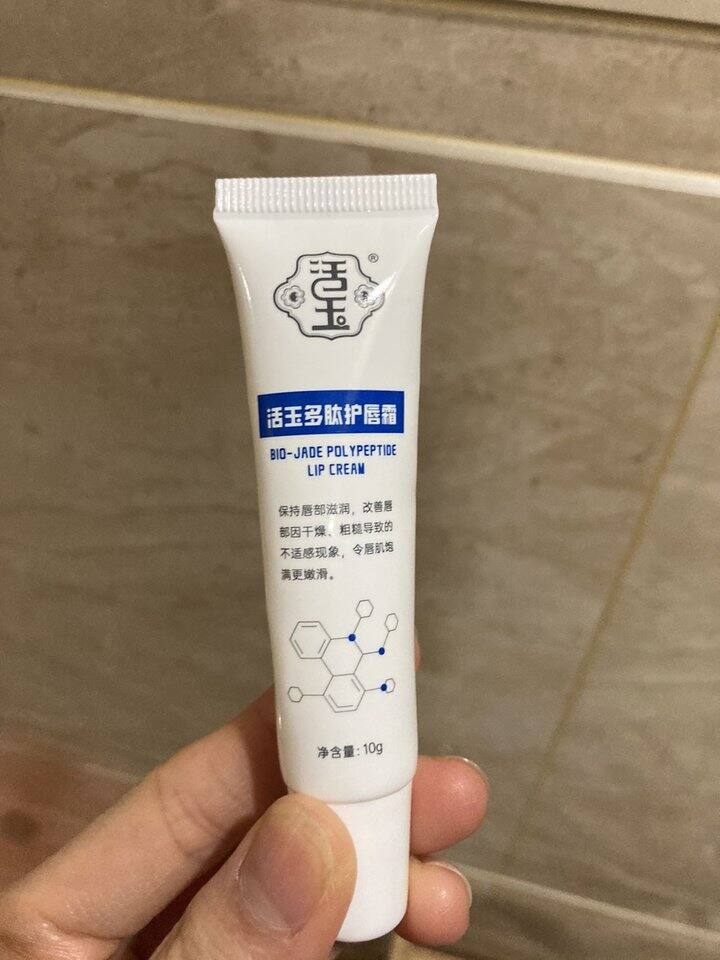 活玉
®
活玉多肽护唇霜
BIO-JADE POLYPEPTIDE
LIP CREAM
保持唇部滋润，改善唇
部因干燥、粗糙导致的
不适感现象，令唇肌饱
满更嫩滑。
净含量：10g